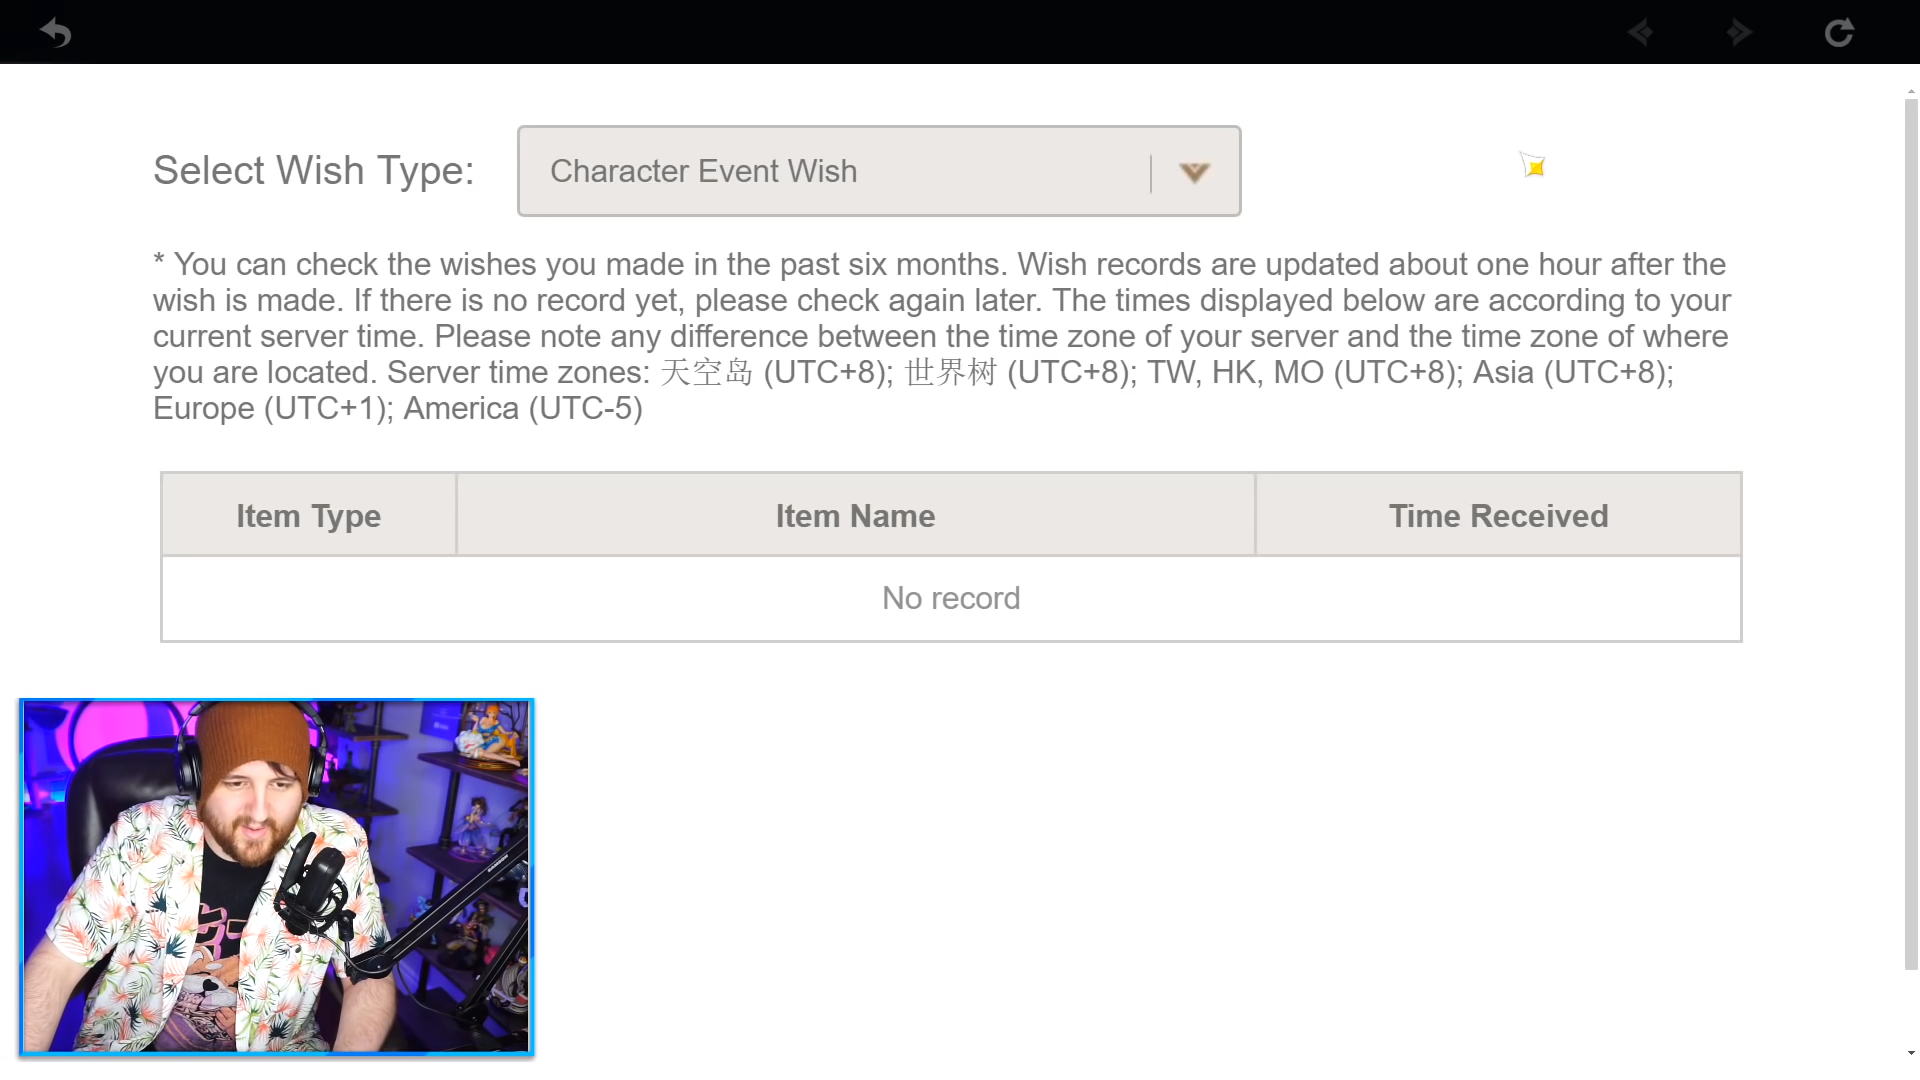 Select Wish Type:
Character Event Wish
* You can check the wishes you made in the past six months. Wish records are updated about one hour after the
wish is made. If there is no record yet, please check again later. The times displayed below are according to your
current server time. Please note any difference between the time zone of your server and the time zone of where
you are located. Server time zones: 天空岛 (UTC+8); 世界树 (UTC+8); TW, HK, MO (UTC+8); Asia (UTC+8);
Europe (UTC+1); America (UTC-5)
Item Type
Item Name
Time Received
No record